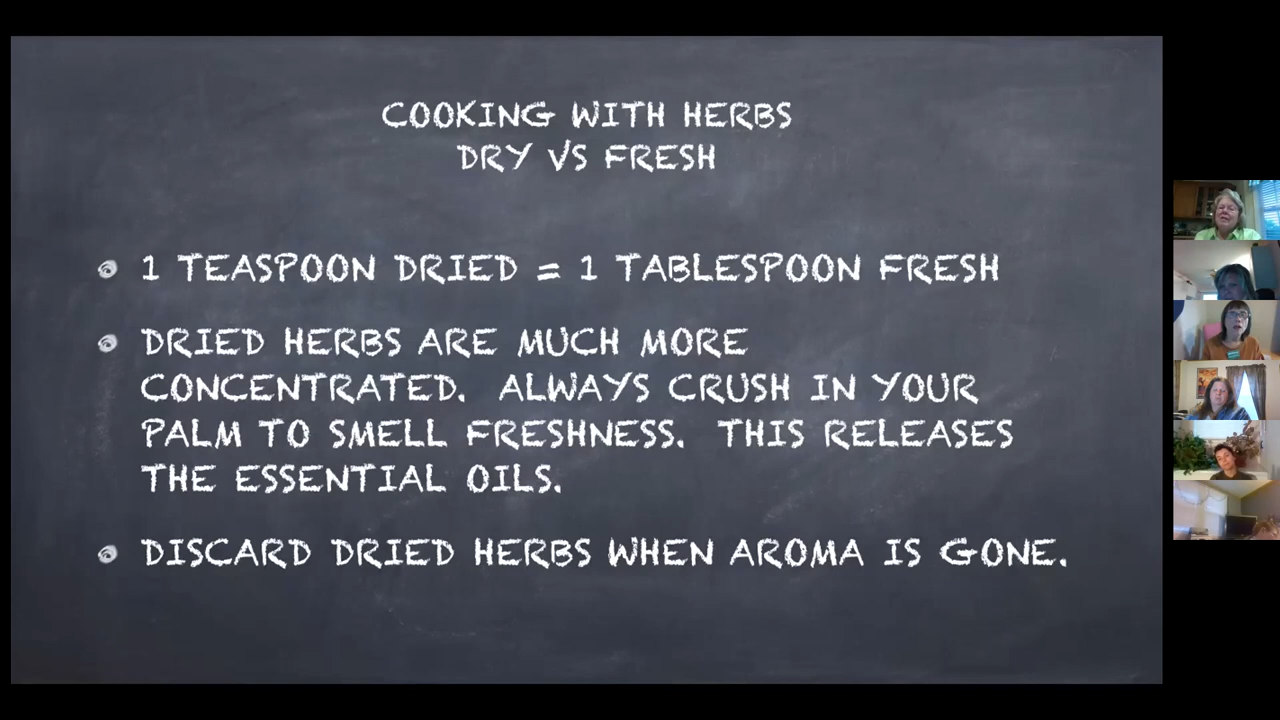 COOKING WITH HERBS
DRY VS FRESH
1 TEASPOON DRIED = 1 TABLESPOON FRESH
DRIED HERBS ARE MUCH MORE
CONCENTRATED. ALWAYS CRUSH IN YOUR
PALM TO SMELL FRESHNESS. THIS RELEASES
THE ESSENTIAL OILS.
DISCARD DRIED HERBS WHEN AROMA IS GONE.